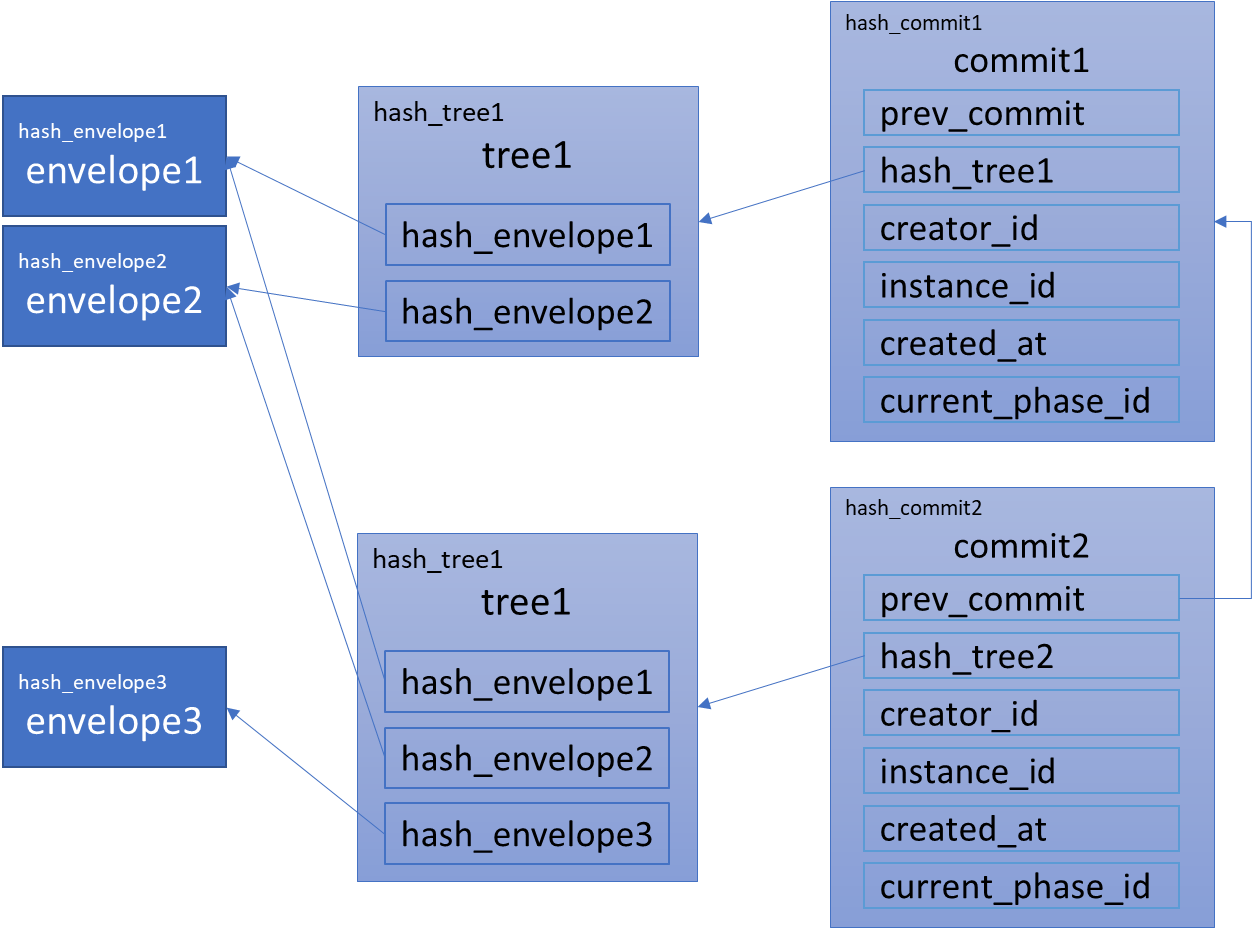 hash_envelope1
envelope1
hash_envelope2
envelope2
hash_envelope3
envelope3
hash_tree1
tree1
hash_envelope1
hash_envelope2
hash_tree1
tree1
hash_envelope1
hash_envelope2
hash_envelope3
hash_commit1
commit1
prev_commit
hash_tree1
creator_id
instance_id
created_at
current_phase_id
hash_commit2
commit2
prev_commit
hash_tree2
creator_id
instance_id
created_at
current_phase_id